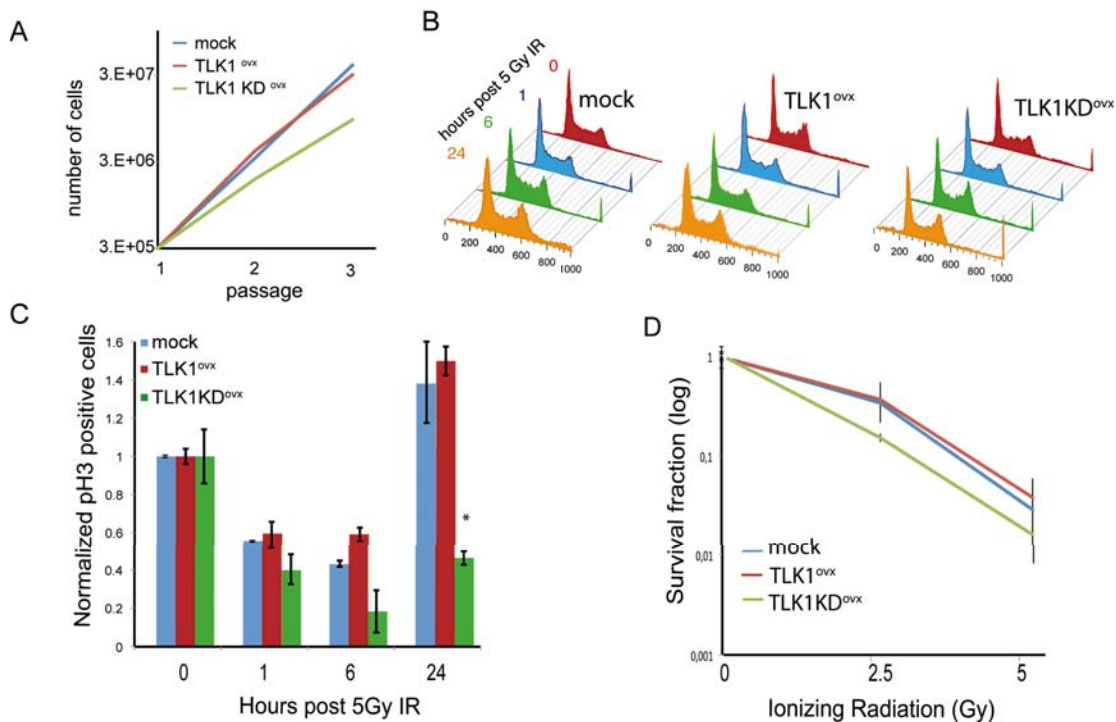 A
mock
TLK1 ovx
TLK1 KD ovx
3.E+07
3.E+06
3.E+05
number of cells
1 2 3
passage
B
hours post 5 Gy IR
0
1
6
24
mock
TLK1ovx
TLK1KDovx
0 200 400 600 800 1000
0 200 400 600 800 1000
0 200 400 600 800 1000
C
mock
TLK1ovx
TLK1KDovx
1.6
1.4
1.2
1
0.8
0.6
0.4
0.2
0
Normalized pH3 positive cells
*
0 1 6 24
Hours post 5Gy IR
D
1
0,1
0,01
0,001
Survival fraction (log)
mock
TLK1ovx
TLK1KDovx
0 2.5 5
Ionizing Radiation (Gy)